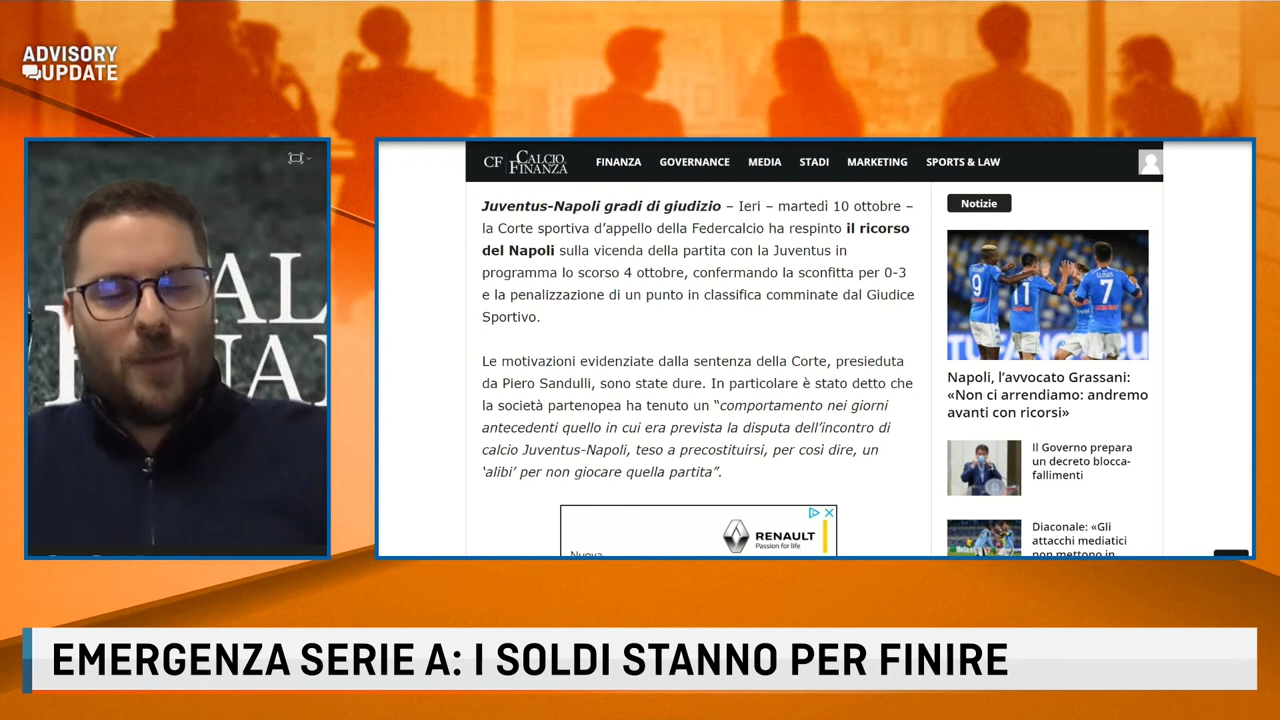 ADVISORY
UPDATE
CF CALCIO
FINANZA
FINANZA GOVERNANCE MEDIA STADI MARKETING SPORTS & LAW
Juventus-Napoli gradi di giudizio – Ieri – martedì 10 ottobre –
la Corte sportiva d’appello della Federcalcio ha respinto il ricorso
del Napoli sulla vicenda della partita con la Juventus in
programma lo scorso 4 ottobre, confermando la sconfitta per 0-3
e la penalizzazione di un punto in classifica comminate dal Giudice
Sportivo.
Le motivazioni evidenziate dalla sentenza della Corte, presieduta
da Piero Sandulli, sono state dure. In particolare è stato detto che
la società partenopea ha tenuto un “comportamento nei giorni
antecedenti quello in cui era prevista la disputa dell’incontro di
calcio Juventus-Napoli, teso a precostituirsi, per così dire, un
‘alibi’ per non giocare quella partita”.
RENAULT
Passion for life
Nuova
Notizie
9
11
7
Napoli, l’avvocato Grassani:
«Non ci arrendiamo: andremo
avanti con ricorsi»
Il Governo prepara
un decreto blocca-
fallimenti
Diaconale: «Gli
attacchi mediatici
non mettono in
EMERGENZA SERIE A: I SOLDI STANNO PER FINIRE